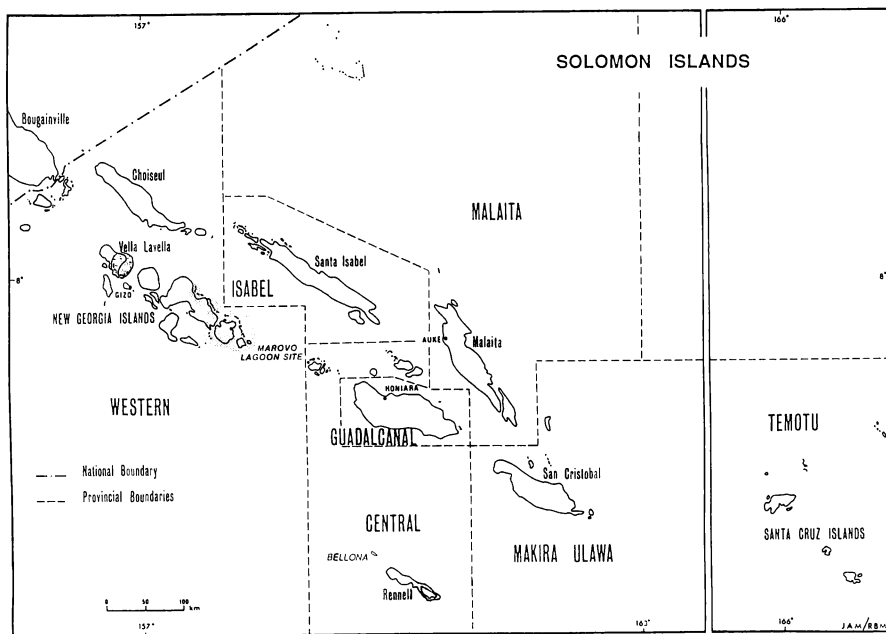 157°
166°
SOLOMON ISLANDS
Bougainville
Choiseul
MALAITA
Vella Lavella
Santa Isabel
8°
8°
GIZO
ISABEL
NEW GEORGIA ISLANDS
MAROVO
LAGOON SITE
AUKE
Malaita
HONIARA
WESTERN
GUADALCANAL
TEMOTU
National Boundary
Provincial Boundaries
San Cristobal
CENTRAL
SANTA CRUZ ISLANDS
BELLONA
MAKIRA ULAWA
Rennell
0 50 100
km
157°
163°
166°
JAM/RBM